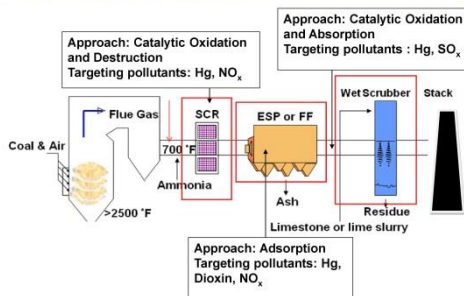 Approach: Catalytic Oxidation
and Absorption
Targeting pollutants : Hg, SOx
Approach: Catalytic Oxidation
and Destruction
Targeting pollutants: Hg, NOx
SCR
ESP or FF
Wet Scrubber
Stack
Flue Gas
Coal & Air
700 °F
Ammonia
>2500 °F
Ash
Residue
Limestone or lime slurry
Approach: Adsorption
Targeting pollutants: Hg,
Dioxin, NOx